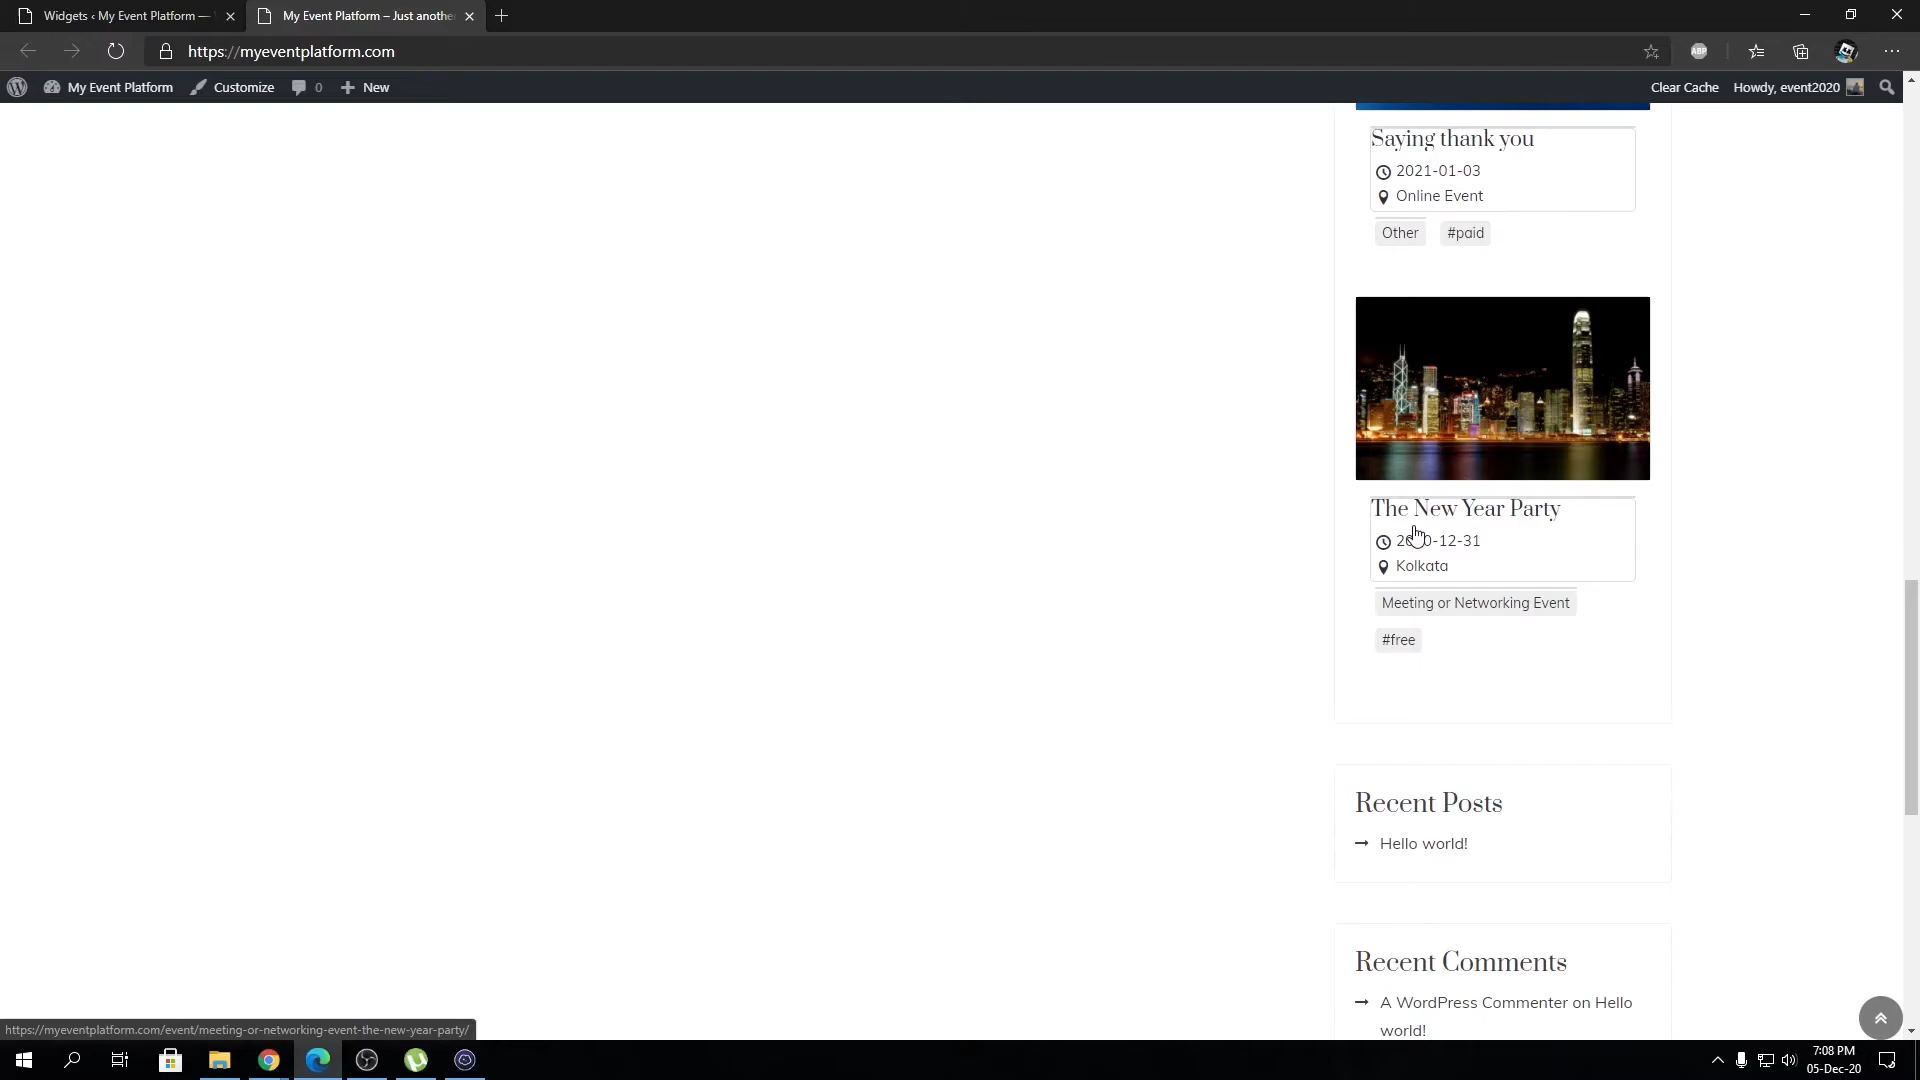 Widgets ‹ My Event Platform —
My Event Platform – Just anothe
https://myeventplatform.com
ABP
My Event Platform
Customize
0
New
Clear Cache
Howdy, event2020
Saying thank you
2021-01-03
Online Event
Other
#paid
The New Year Party
2020-12-31
Kolkata
Meeting or Networking Event
#free
Recent Posts
Hello world!
Recent Comments
A WordPress Commenter on Hello
world!
https://myeventplatform.com/event/meeting-or-networking-event-the-new-year-party/
7:08 PM
05-Dec-20